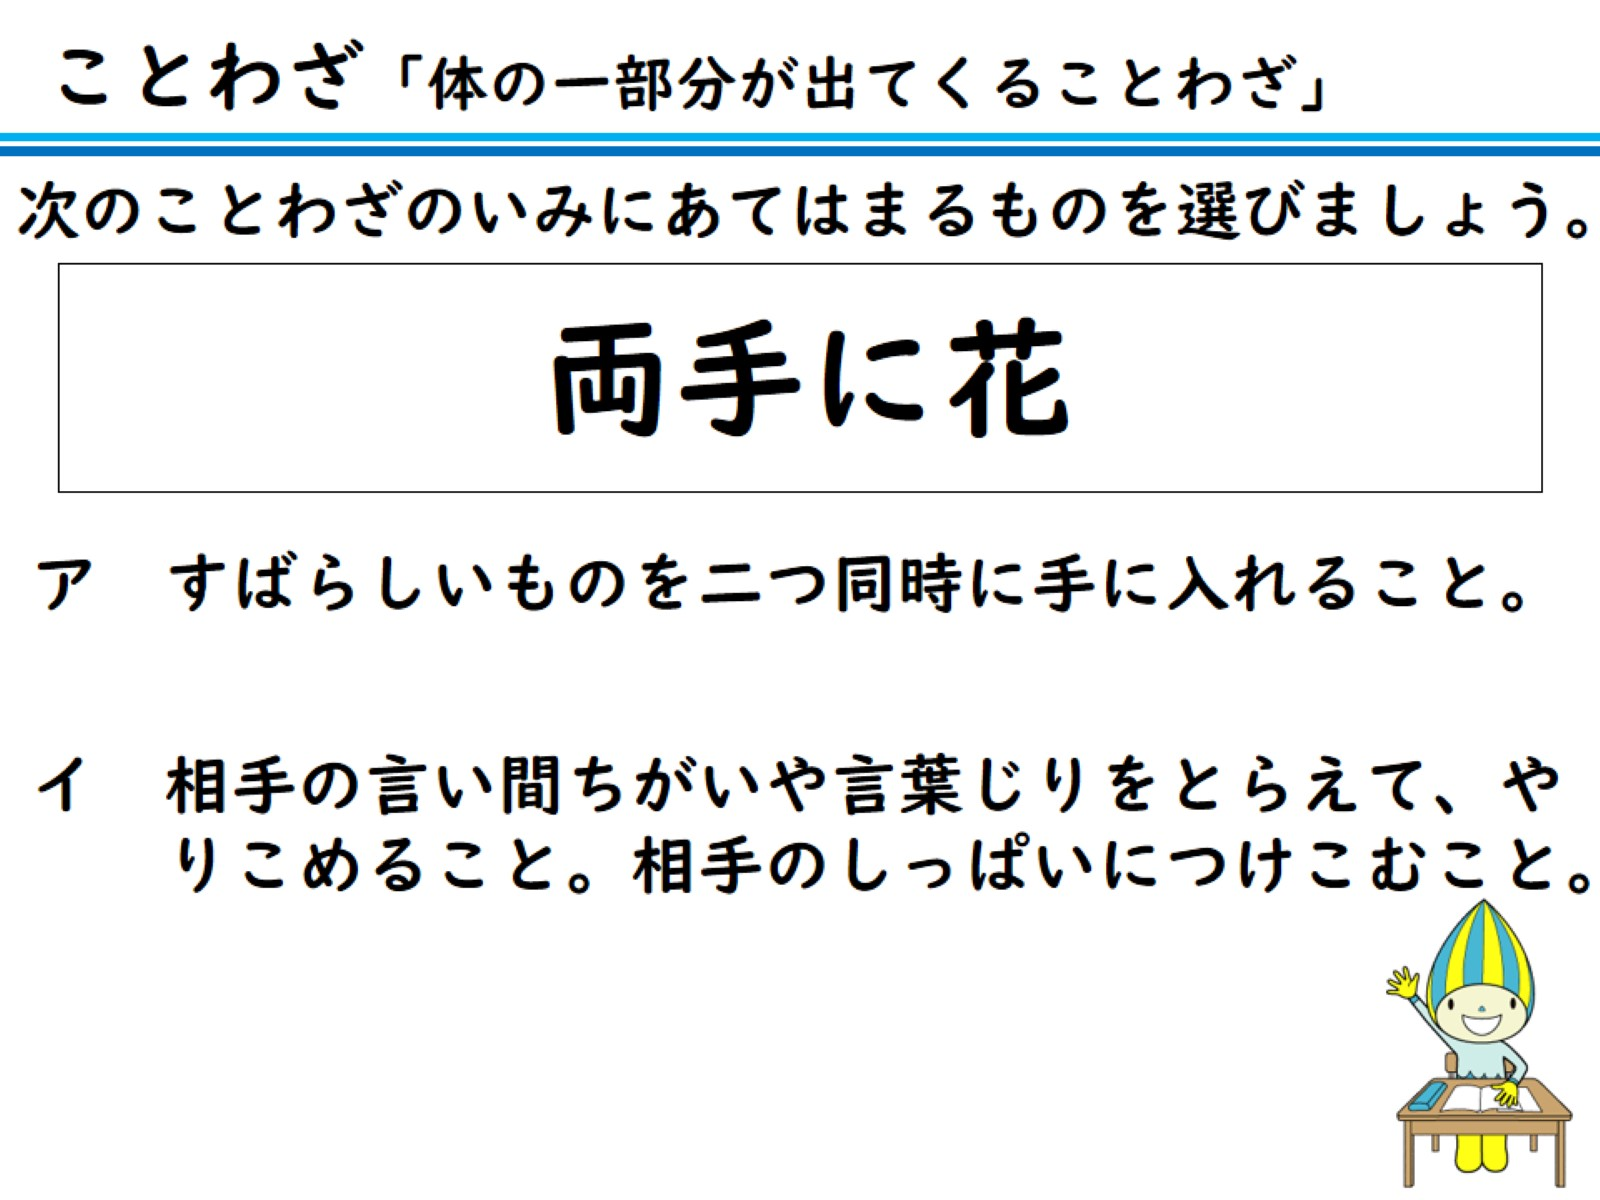 ことわざ「体の一部分が出てくることわざ」
次のことわざのいみにあてはまるものを選びましょう。
両手に花
ア　すばらしいものを二つ同時に手に入れること。
イ　相手の言い間ちがいや言葉じりをとらえて、や
りこめること。相手のしっぱいにつけこむこと。